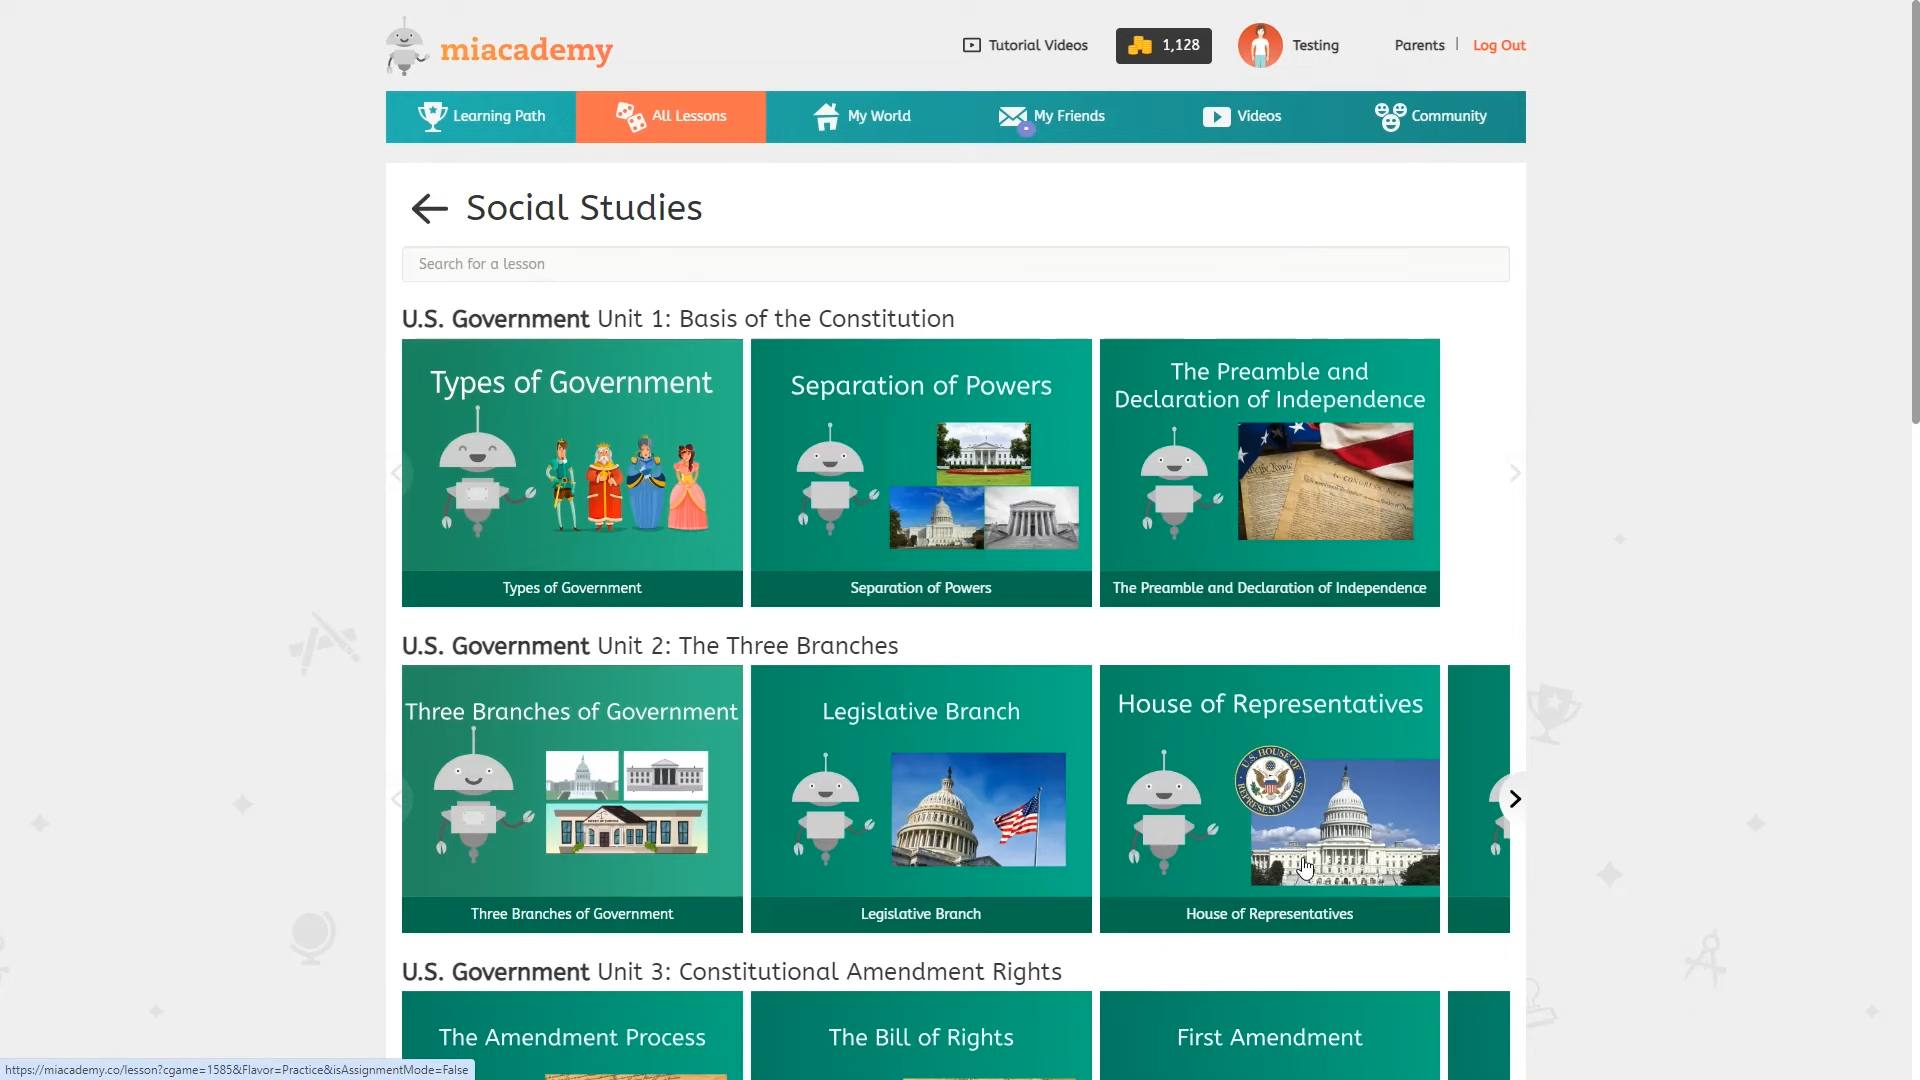 miacademy
Tutorial Videos
1,128
Testing
Parents
Log Out
Learning Path
All Lessons
My World
My Friends
Videos
Community
Social Studies
Search for a lesson
U.S. Government Unit 1: Basis of the Constitution
Types of Government
Separation of Powers
The Preamble and
Declaration of Independence
Types of Government
Separation of Powers
The Preamble and Declaration of Independence
U.S. Government Unit 2: The Three Branches
Three Branches of Government
Legislative Branch
House of Representatives
U.S. HOUSE OF
REPRESENTATIVES
Three Branches of Government
Legislative Branch
House of Representatives
U.S. Government Unit 3: Constitutional Amendment Rights
The Amendment Process
The Bill of Rights
First Amendment
https://miacademy.co/lesson?cgame=1585&Flavor=Practice&isAssignmentMode=False